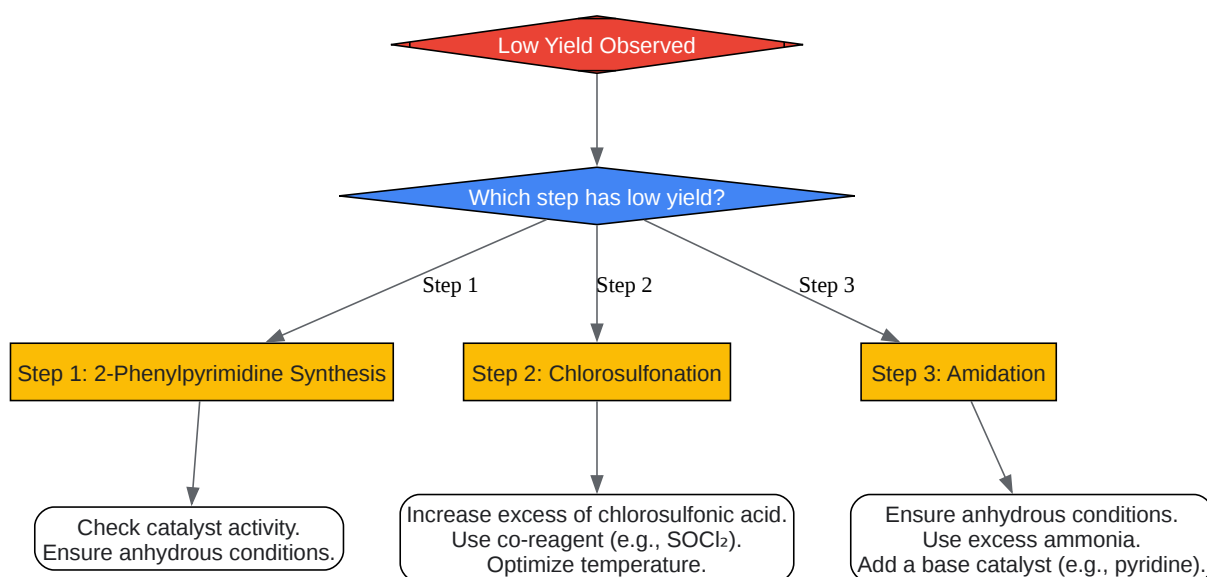 Low Yield Observed
Which step has low yield?
Step 1
Step 2
Step 3
Step 1: 2-Phenylpyrimidine Synthesis
Step 2: Chlorosulfonation
Step 3: Amidation
Check catalyst activity.
Ensure anhydrous conditions.
Increase excess of chlorosulfonic acid.
Use co-reagent (e.g., SOCl₂).
Optimize temperature.
Ensure anhydrous conditions.
Use excess ammonia.
Add a base catalyst (e.g., pyridine).